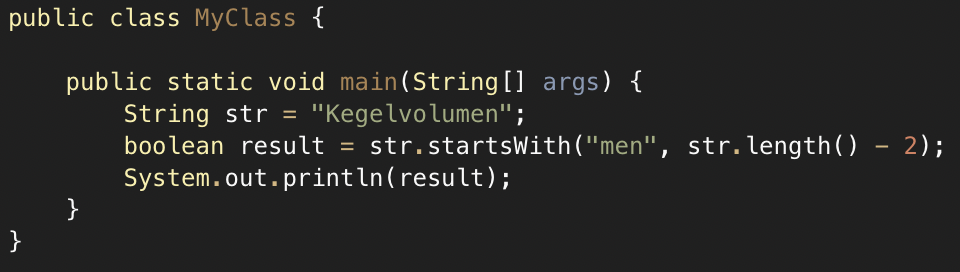 public class MyClass {
    public static void main(String[] args) {
        String str = "Kegelvolumen";
        boolean result = str.startsWith("men", str.length() - 2);
        System.out.println(result);
    }
}